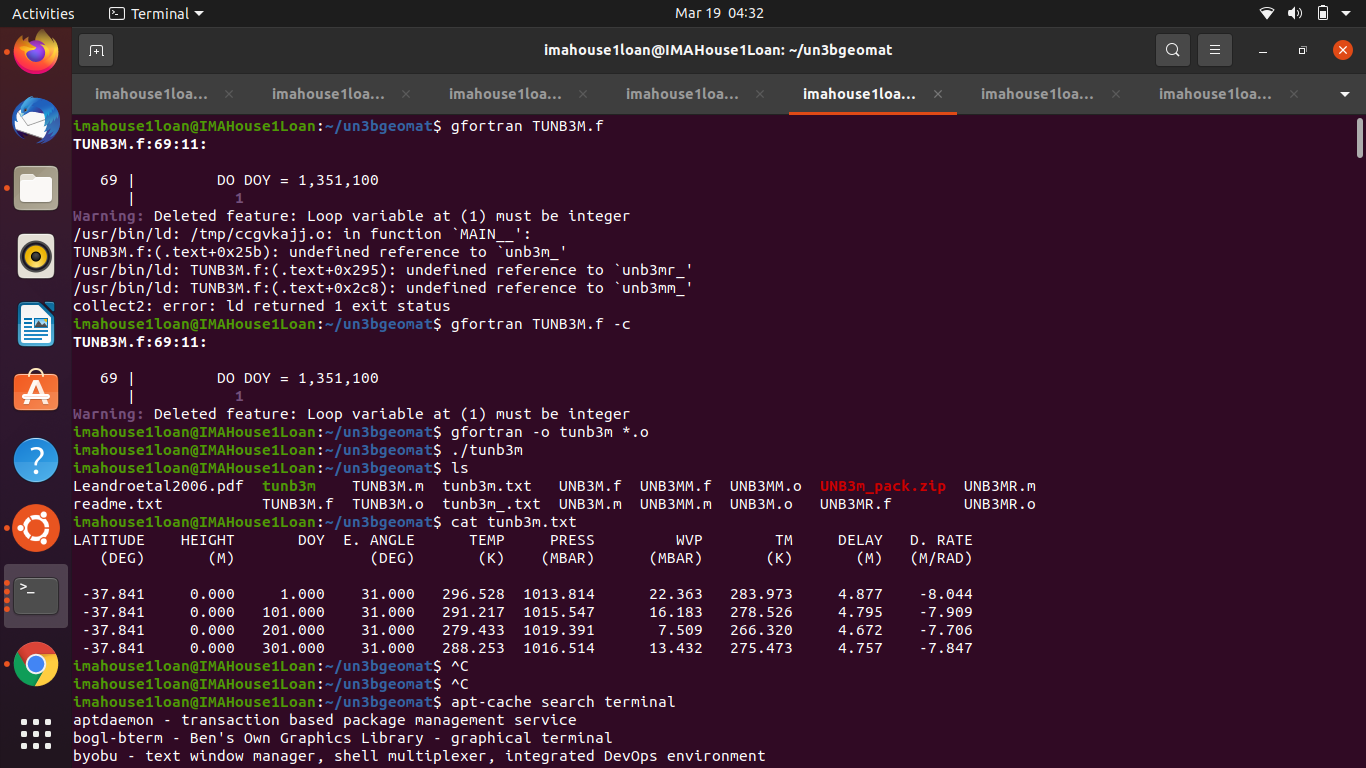 Activities Terminal Mar 19 04:32
imahouse1loan@IMAHouse1Loan: ~/un3bgeomat
imahouse1loa... × imahouse1loa... × imahouse1loa... × imahouse1loa... × imahouse1loa... × imahouse1loa... × imahouse1loa... ×
imahouse1loan@IMAHouse1Loan:~/un3bgeomat$ gfortran TUNB3M.f
TUNB3M.f:69:11:
69 | DO DOY = 1,351,100
| 1
Warning: Deleted feature: Loop variable at (1) must be integer
/usr/bin/ld: /tmp/ccgvkajj.o: in function `MAIN__':
TUNB3M.f:(.text+0x25b): undefined reference to `unb3m_'
/usr/bin/ld: TUNB3M.f:(.text+0x295): undefined reference to `unb3mr_'
/usr/bin/ld: TUNB3M.f:(.text+0x2c8): undefined reference to `unb3mm_'
collect2: error: ld returned 1 exit status
imahouse1loan@IMAHouse1Loan:~/un3bgeomat$ gfortran TUNB3M.f -c
TUNB3M.f:69:11:
69 | DO DOY = 1,351,100
| 1
Warning: Deleted feature: Loop variable at (1) must be integer
imahouse1loan@IMAHouse1Loan:~/un3bgeomat$ gfortran -o tunb3m *.o
imahouse1loan@IMAHouse1Loan:~/un3bgeomat$ ./tunb3m
imahouse1loan@IMAHouse1Loan:~/un3bgeomat$ ls
Leandroetal2006.pdf tunb3m TUNB3M.m tunb3m.txt UNB3M.f UNB3MM.f UNB3MM.o UNB3m_pack.zip UNB3MR.m
readme.txt TUNB3M.f TUNB3M.o tunb3m_.txt UNB3M.m UNB3MM.m UNB3M.o UNB3MR.f UNB3MR.o
imahouse1loan@IMAHouse1Loan:~/un3bgeomat$ cat tunb3m.txt
LATITUDE HEIGHT DOY E. ANGLE TEMP PRESS WVP TM DELAY D. RATE
(DEG) (M) (DEG) (K) (MBAR) (MBAR) (K) (M) (M/RAD)
-37.841 0.000 1.000 31.000 296.528 1013.814 22.363 283.973 4.877 -8.044
-37.841 0.000 101.000 31.000 291.217 1015.547 16.183 278.526 4.795 -7.909
-37.841 0.000 201.000 31.000 279.433 1019.391 7.509 266.320 4.672 -7.706
-37.841 0.000 301.000 31.000 288.253 1016.514 13.432 275.473 4.757 -7.847
imahouse1loan@IMAHouse1Loan:~/un3bgeomat$ ^C
imahouse1loan@IMAHouse1Loan:~/un3bgeomat$ ^C
imahouse1loan@IMAHouse1Loan:~/un3bgeomat$ apt-cache search terminal
aptdaemon - transaction based package management service
bogl-bterm - Ben's Own Graphics Library - graphical terminal
byobu - text window manager, shell multiplexer, integrated DevOps environment